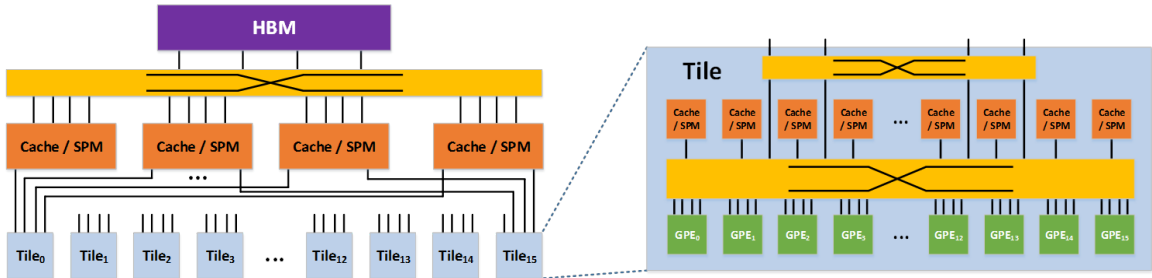 HBM
Cache / SPM
Cache / SPM
Cache / SPM
Cache / SPM
...
Tile0
Tile1
Tile2
Tile3
...
Tile12
Tile13
Tile14
Tile15
Tile
Cache
/ SPM
Cache
/ SPM
Cache
/ SPM
Cache
/ SPM
...
Cache
/ SPM
Cache
/ SPM
Cache
/ SPM
Cache
/ SPM
GPE0
GPE1
GPE2
GPE3
...
GPE12
GPE13
GPE14
GPE15